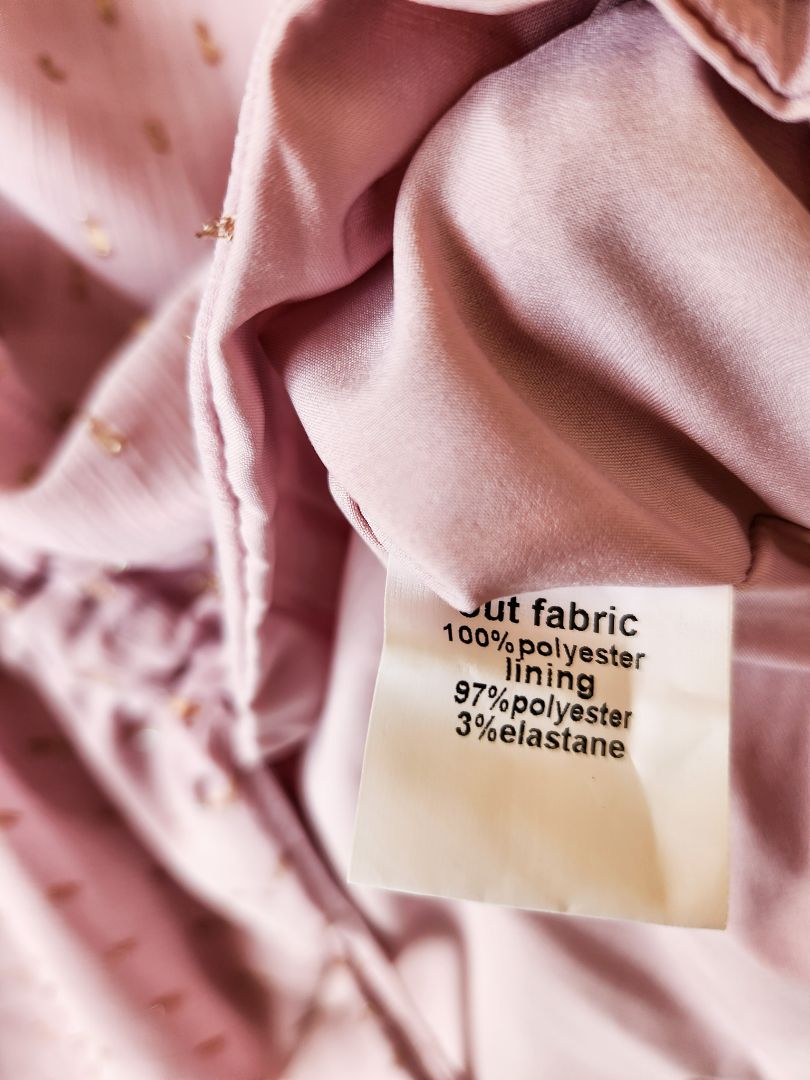 out fabric
100%polyester
lining
97%polyester
3%elastane